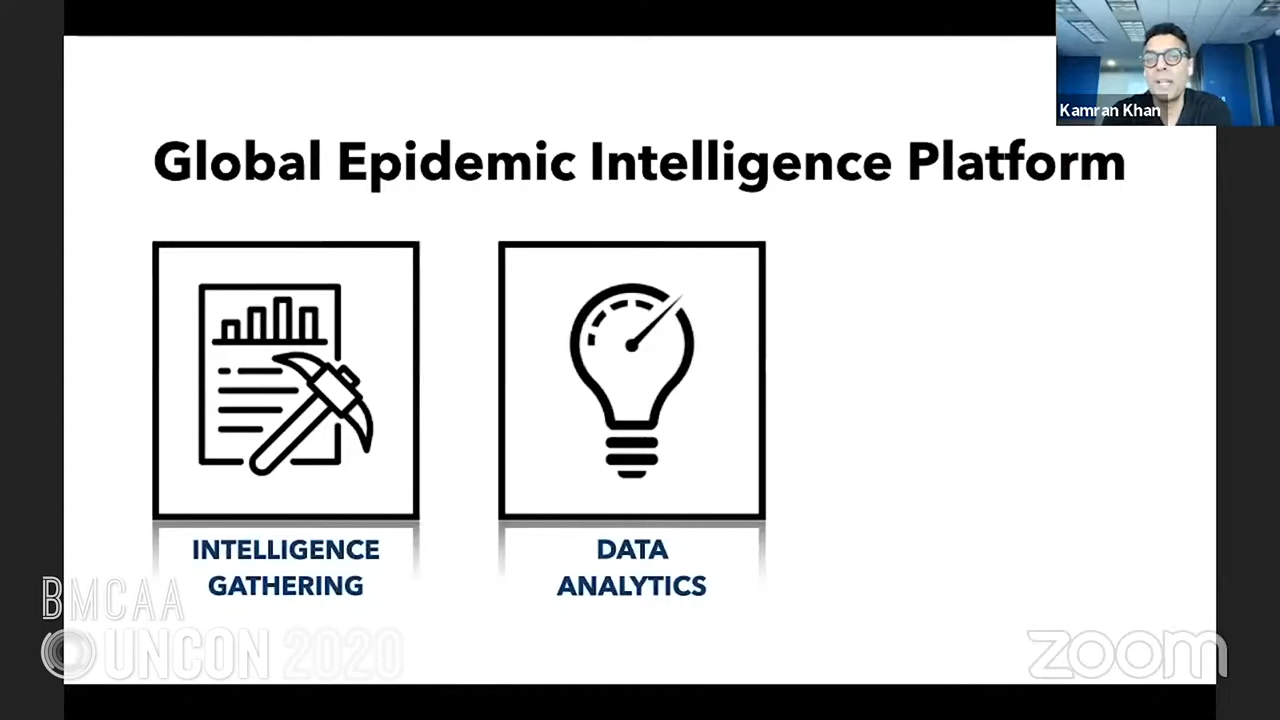 Kamran Khan
Global Epidemic Intelligence Platform
INTELLIGENCE
GATHERING
DATA
ANALYTICS
BMCAA
UNCON 2020
zoom